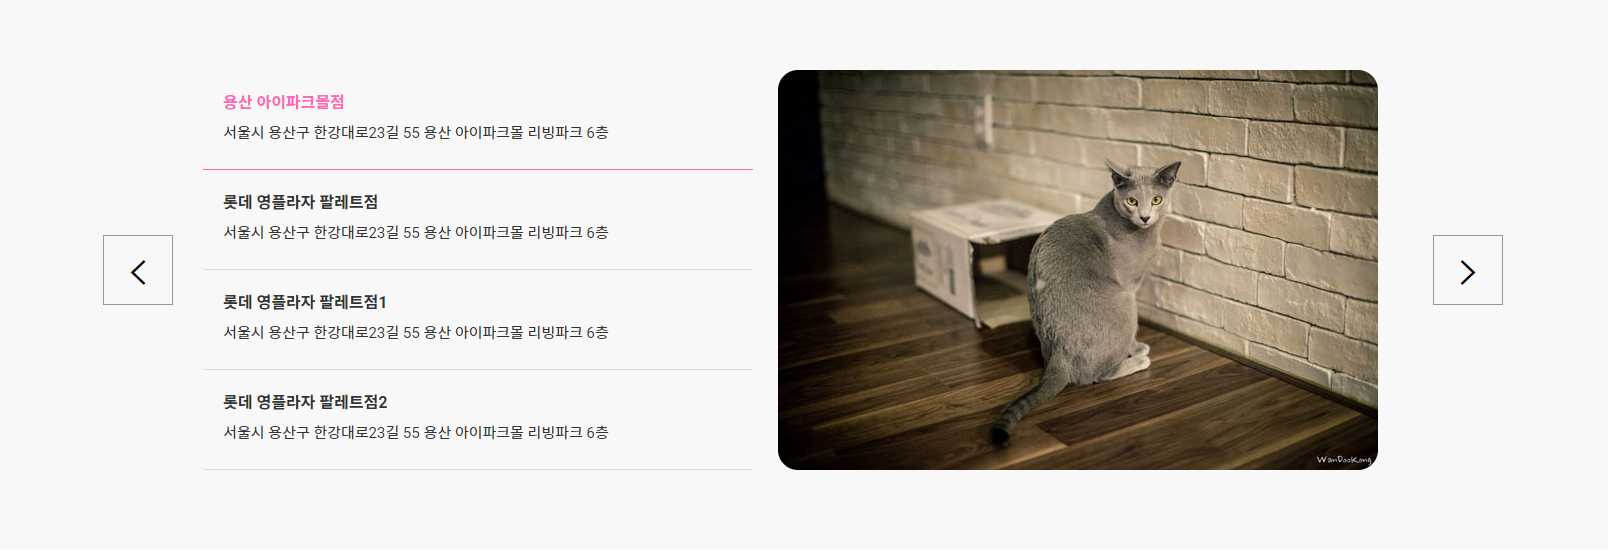 용산 아이파크몰점
서울시 용산구 한강대로23길 55 용산 아이파크몰 리빙파크 6층
롯데 영플라자 팔레트점
서울시 용산구 한강대로23길 55 용산 아이파크몰 리빙파크 6층
롯데 영플라자 팔레트점1
서울시 용산구 한강대로23길 55 용산 아이파크몰 리빙파크 6층
롯데 영플라자 팔레트점2
서울시 용산구 한강대로23길 55 용산 아이파크몰 리빙파크 6층
WanDooKong